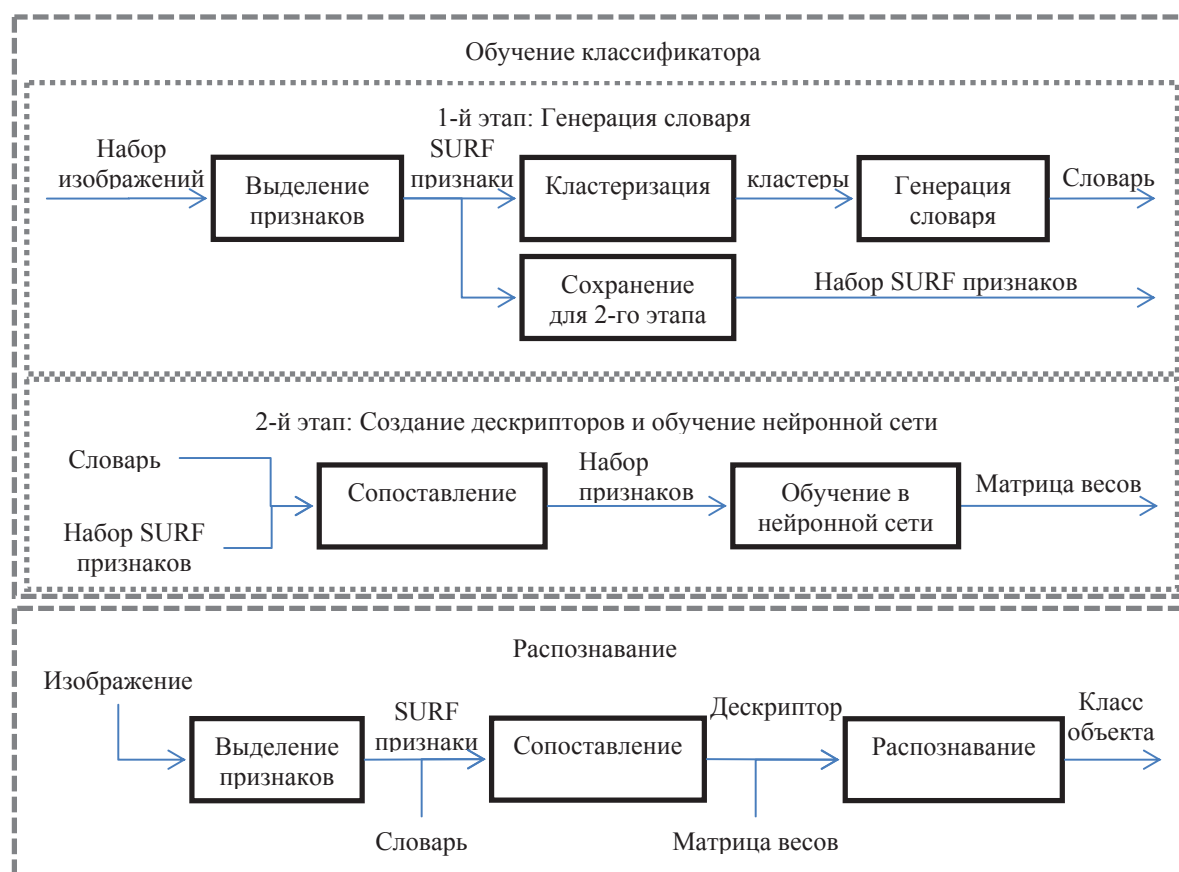 Обучение классификатора
1-й этап: Генерация словаря
Набор
изображений
Выделение
признаков
SURF
признаки
Кластеризация
кластеры
Генерация
словаря
Словарь
Сохранение
для 2-го этапа
Набор SURF признаков
2-й этап: Создание дескрипторов и обучение нейронной сети
Словарь
Набор SURF
признаков
Сопоставление
Набор
признаков
Обучение в
нейронной сети
Матрица весов
Распознавание
Изображение
Выделение
признаков
SURF
признаки
Словарь
Сопоставление
Дескриптор
Матрица весов
Распознавание
Класс
объекта